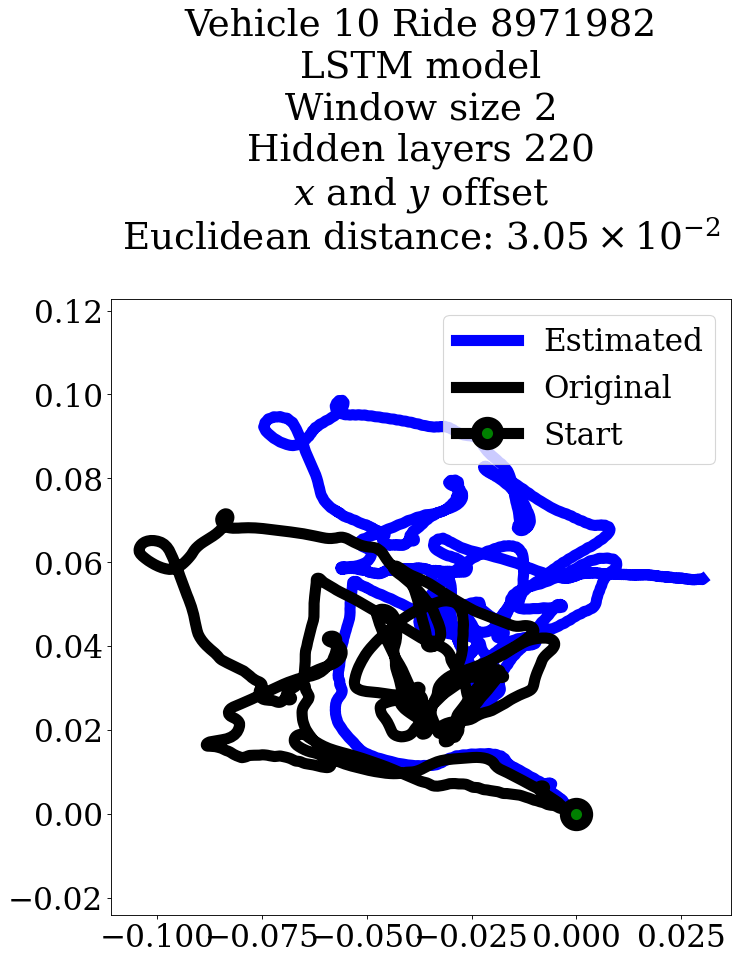 Vehicle 10 Ride 8971982
LSTM model
Window size 2
Hidden layers 220
x and y offset
Euclidean distance: 3.05 × 10⁻²
Estimated
Original
Start
0.12
0.10
0.08
0.06
0.04
0.02
0.00
−0.02
−0.100 −0.075 −0.050 −0.025 0.000 0.025